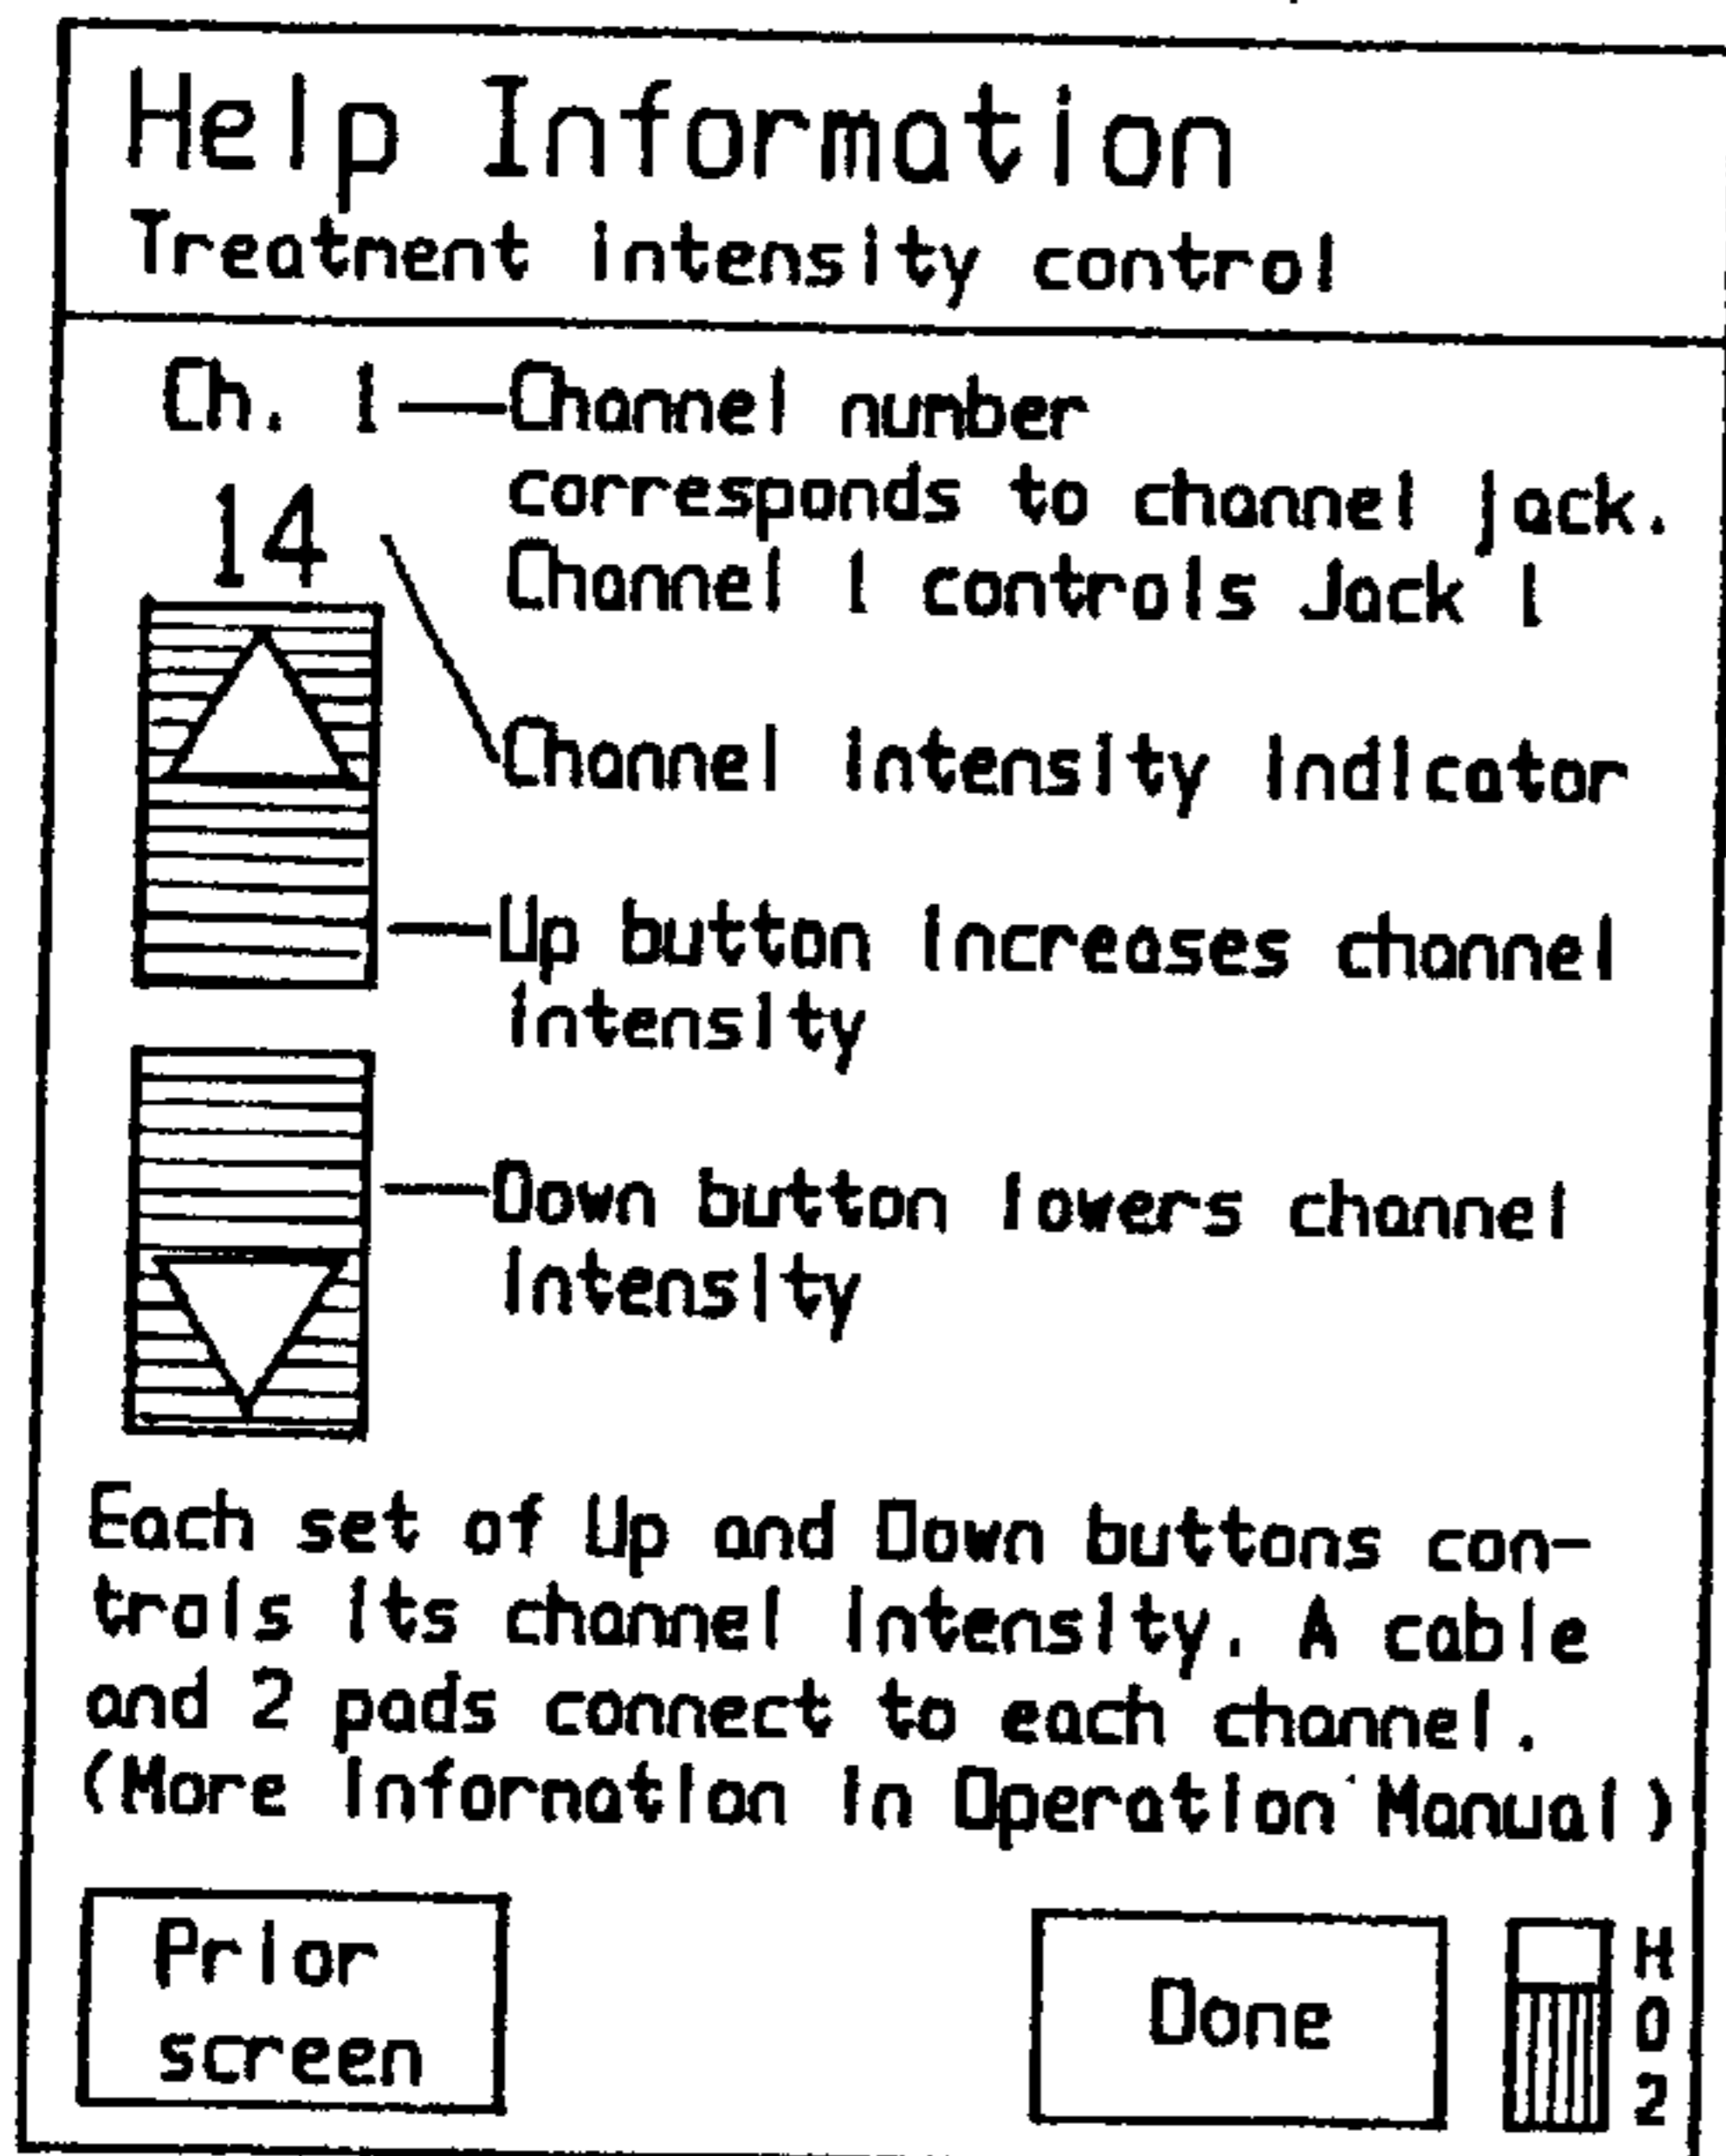 Help Information
Treatment intensity control
Ch. 1
Channel number
corresponds to channel jack.
Channel 1 controls Jack 1
14
Channel intensity indicator
Up button increases channel
intensity
Down button lowers channel
intensity
Each set of Up and Down buttons con-
trols its channel intensity. A cable
and 2 pads connect to each channel.
(More information in Operation Manual)
Prior
screen
Done
H
0
2